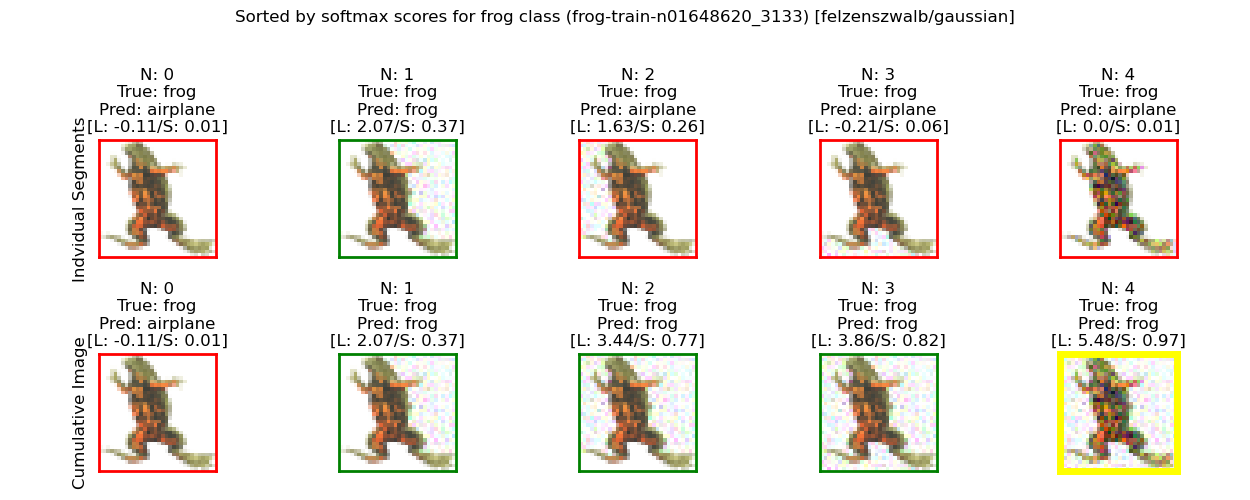 Sorted by softmax scores for frog class (frog-train-n01648620_3133) [felzenszwalb/gaussian]
Indvidual Segments
N: 0
True: frog
Pred: airplane
[L: -0.11/S: 0.01]
N: 1
True: frog
Pred: frog
[L: 2.07/S: 0.37]
N: 2
True: frog
Pred: airplane
[L: 1.63/S: 0.26]
N: 3
True: frog
Pred: airplane
[L: -0.21/S: 0.06]
N: 4
True: frog
Pred: airplane
[L: 0.0/S: 0.01]
Cumulative Image
N: 0
True: frog
Pred: airplane
[L: -0.11/S: 0.01]
N: 1
True: frog
Pred: frog
[L: 2.07/S: 0.37]
N: 2
True: frog
Pred: frog
[L: 3.44/S: 0.77]
N: 3
True: frog
Pred: frog
[L: 3.86/S: 0.82]
N: 4
True: frog
Pred: frog
[L: 5.48/S: 0.97]